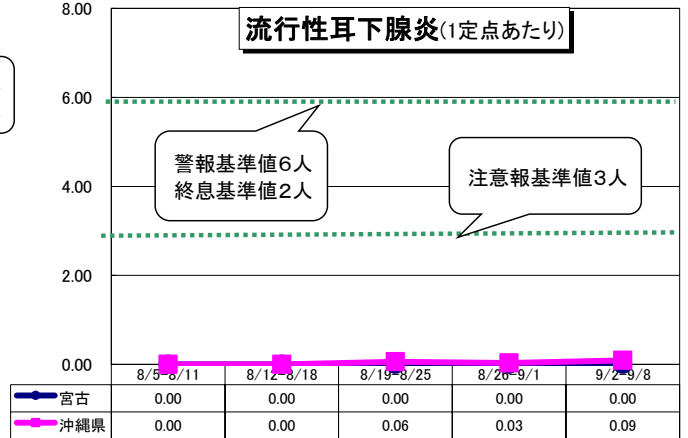 流行性耳下腺炎(1定点あたり)
8.00
6.00
4.00
2.00
0.00
警報基準値6人
終息基準値2人
注意報基準値3人
8/5-8/11 8/12-8/18 8/19-8/25 8/26-9/1 9/2-9/8
宮古 0.00 0.00 0.00 0.00 0.00
沖縄県 0.00 0.00 0.06 0.03 0.09